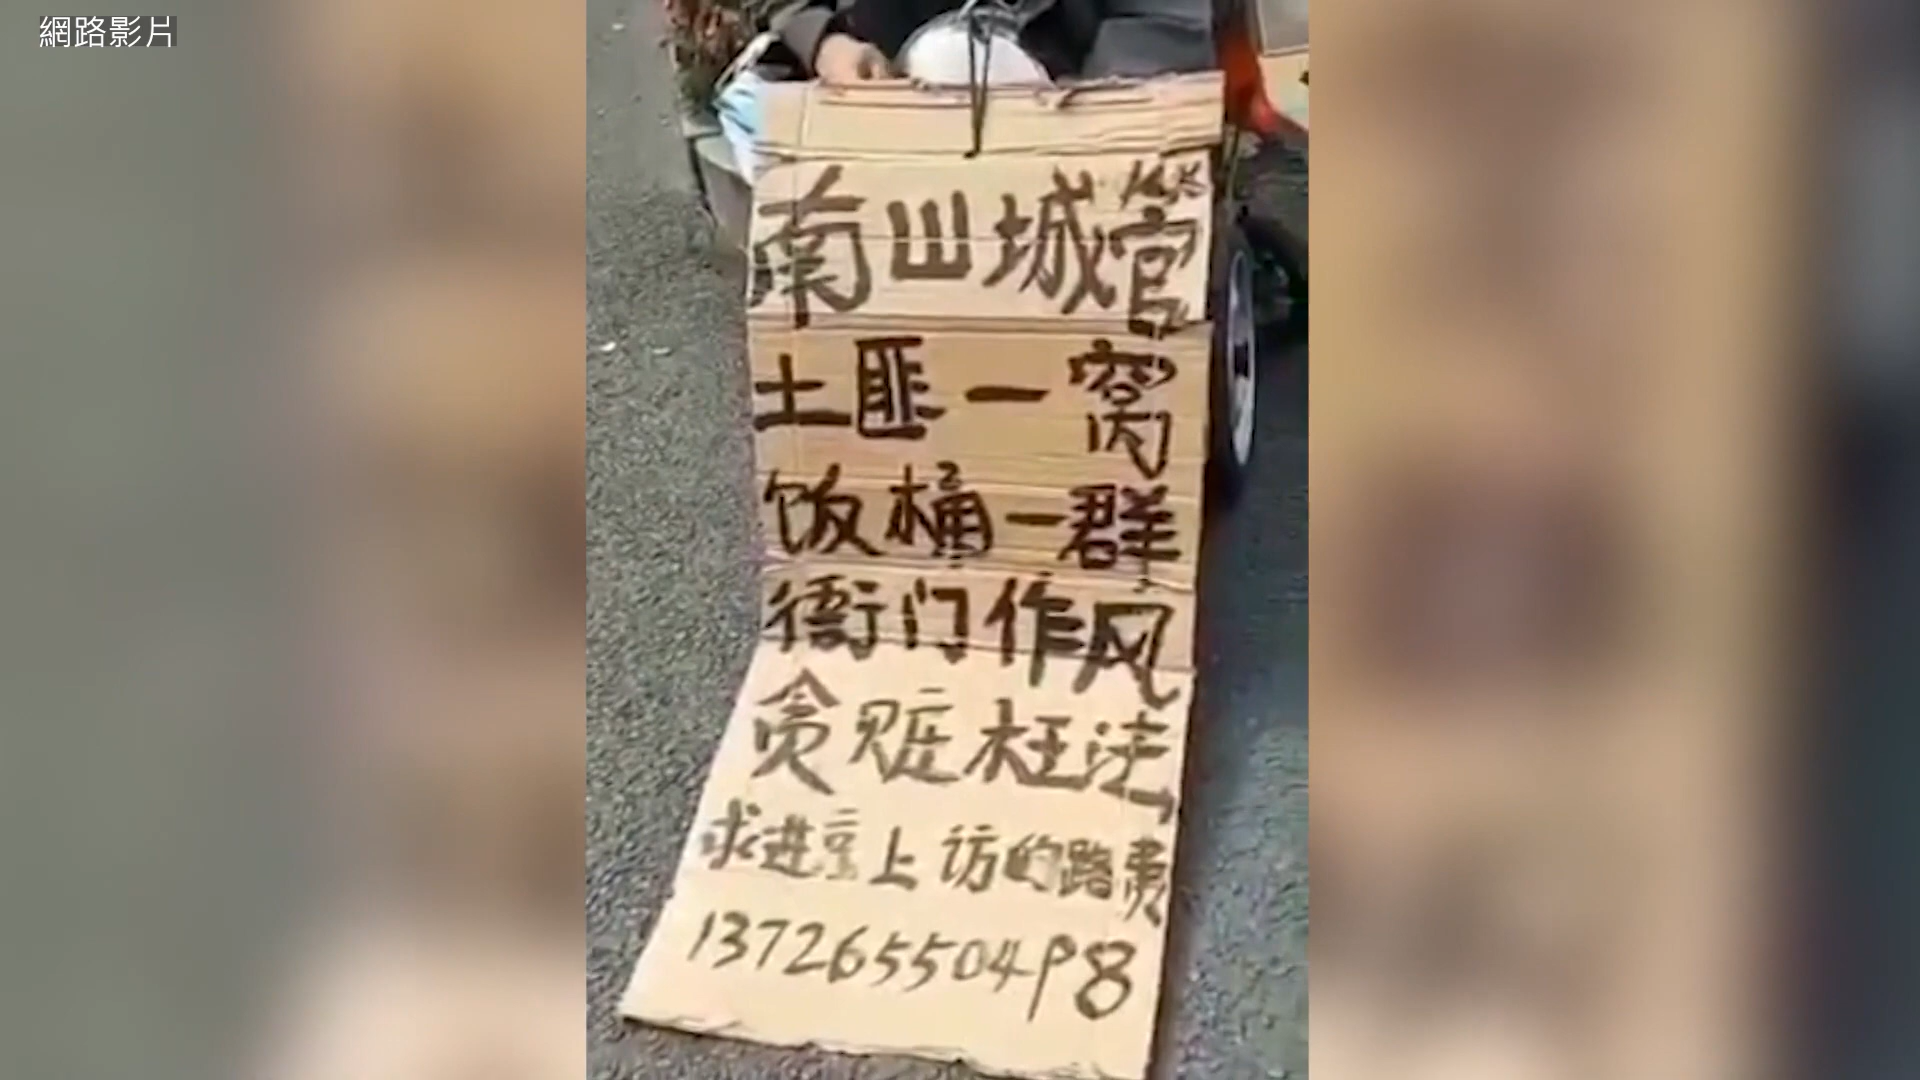 網路影片
南山城管
土匪一窝
饭桶一群
衙门作风
贪赃枉法
求进京上访的路费
13726550498